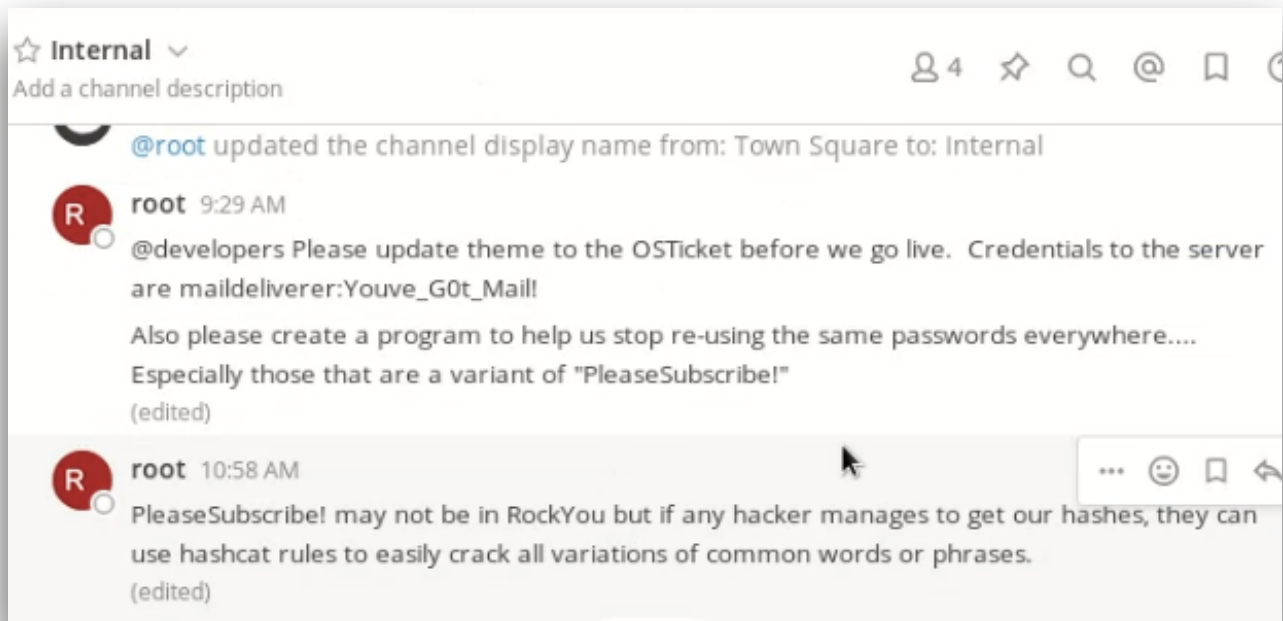 Internal
4
Add a channel description
@root updated the channel display name from: Town Square to: Internal
R
root 9:29 AM
@developers Please update theme to the OSTicket before we go live.  Credentials to the server
are maildeliverer:Youve_G0t_Mail!
Also please create a program to help us stop re-using the same passwords everywhere....
Especially those that are a variant of "PleaseSubscribe!"
(edited)
R
root 10:58 AM
PleaseSubscribe! may not be in RockYou but if any hacker manages to get our hashes, they can
use hashcat rules to easily crack all variations of common words or phrases.
(edited)